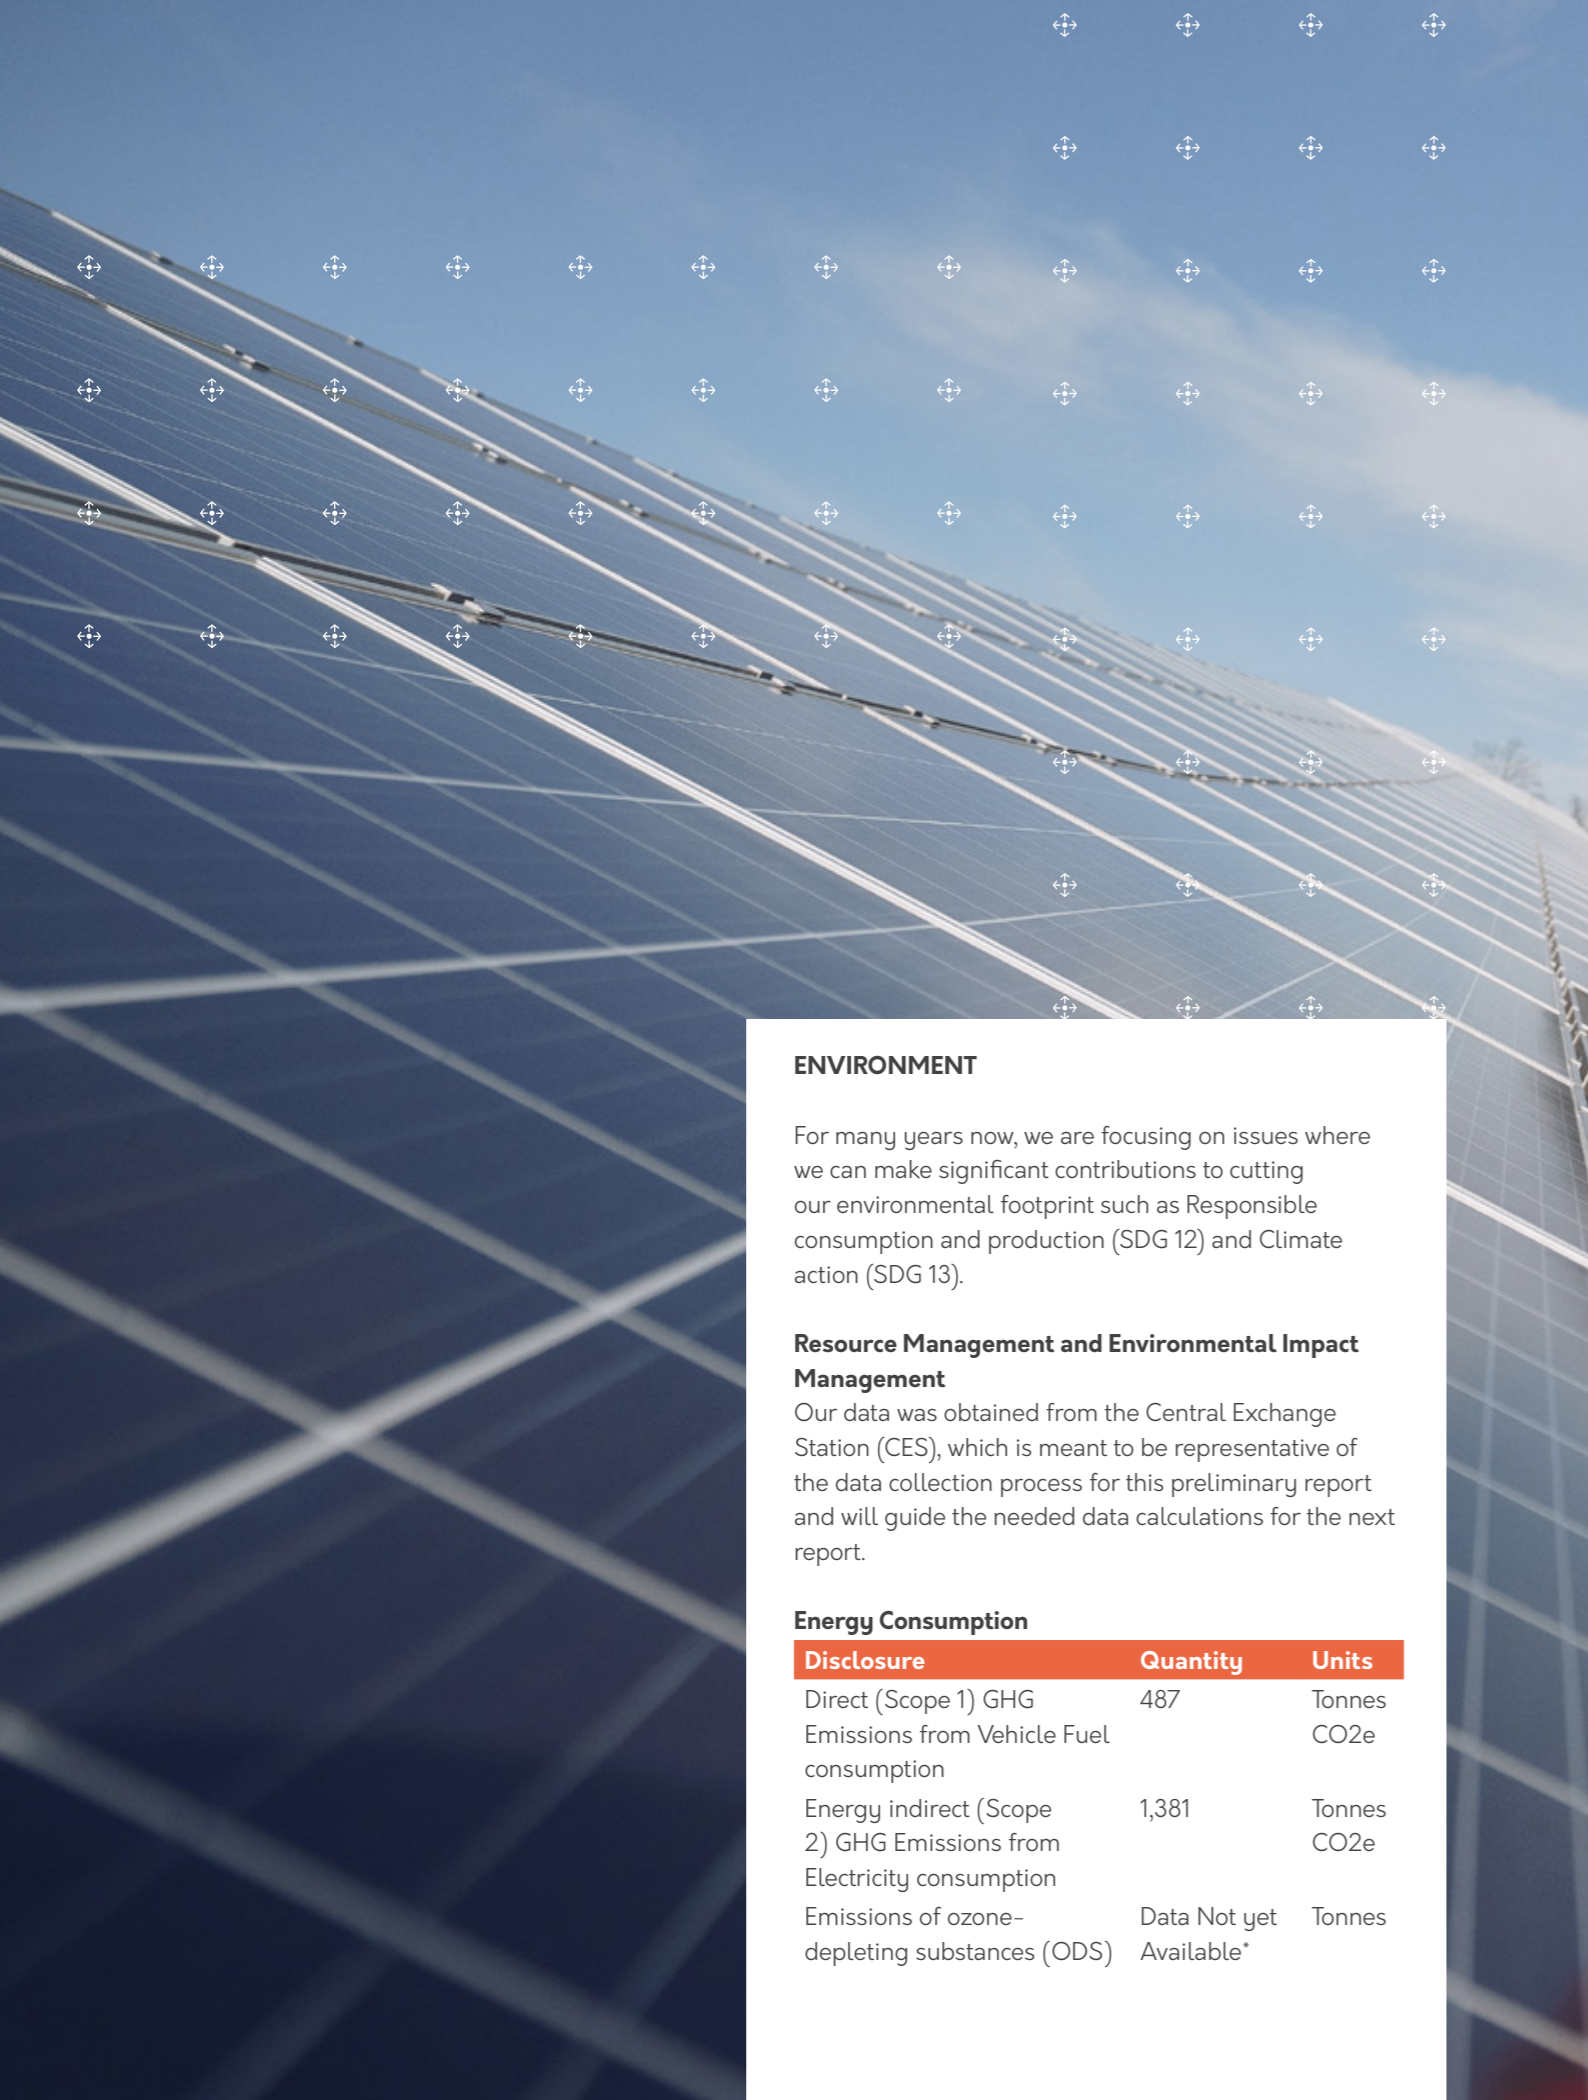 ENVIRONMENT
For many years now, we are focusing on issues where
we can make significant contributions to cutting
our environmental footprint such as Responsible
consumption and production (SDG 12) and Climate
action (SDG 13).
Resource Management and Environmental Impact
Management
Our data was obtained from the Central Exchange
Station (CES), which is meant to be representative of
the data collection process for this preliminary report
and will guide the needed data calculations for the next
report.
Energy Consumption
Disclosure Quantity Units
Direct (Scope 1) GHG 487 Tonnes
Emissions from Vehicle Fuel CO2e
consumption
Energy indirect (Scope 1,381 Tonnes
2) GHG Emissions from CO2e
Electricity consumption
Emissions of ozone- Data Not yet Tonnes
depleting substances (ODS) Available*